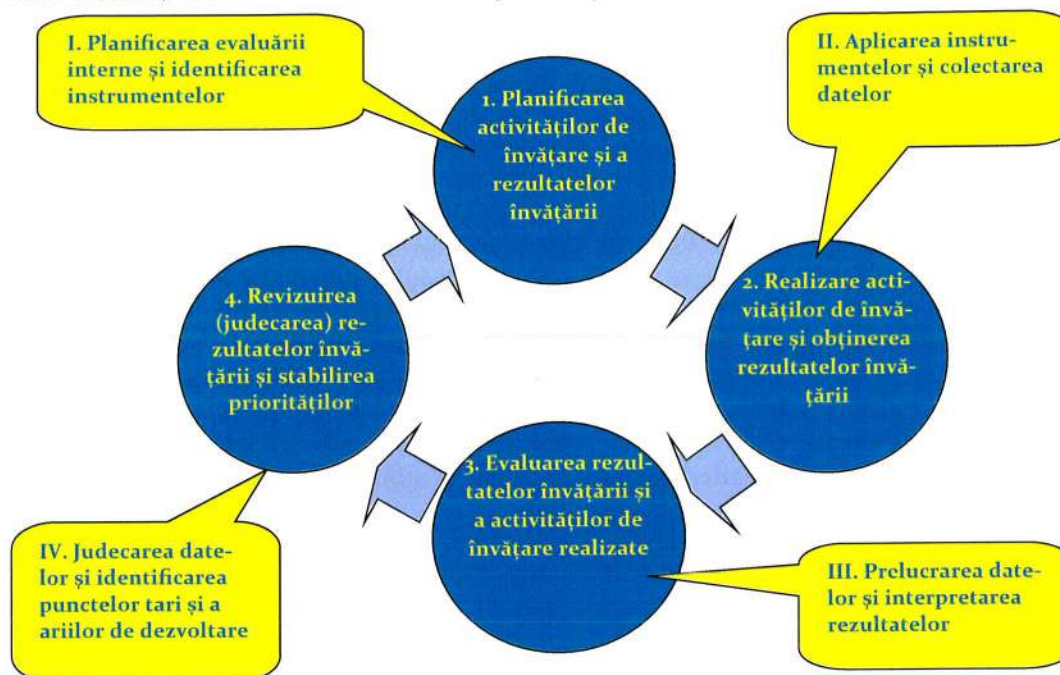 I. Planificarea evaluării
interne și identificarea
instrumentelor
1. Planificarea
activităților de
învățare și a
rezultatelor
învățării
II. Aplicarea instru-
mentelor și colectarea
datelor
2. Realizare acti-
vităților de învă-
țare și obținerea
rezultatelor învă-
țării
3. Evaluarea rezul-
tatelor învățării și
a activităților de
învățare realizate
III. Prelucrarea date-
lor și interpretarea
rezultatelor
4. Revizuirea
(judecarea) re-
zultatelor învă-
țării și stabilirea
priorităților
IV. Judecarea date-
lor și identificarea
punctelor tari și a
ariilor de dezvoltare